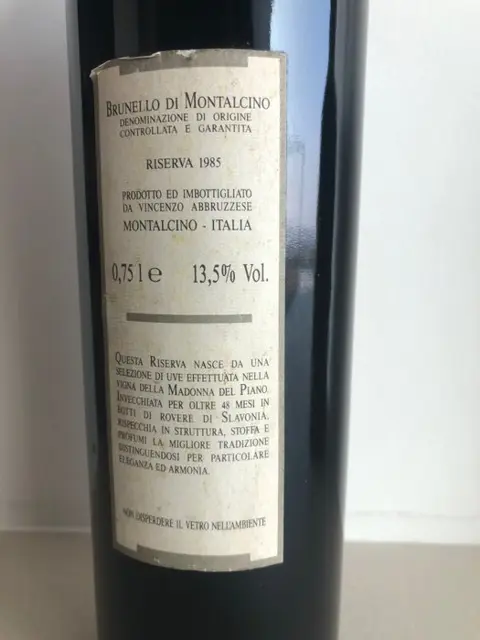 BRUNELLO DI MONTALCINO
DENOMINAZIONE DI ORIGINE
CONTROLLATA E GARANTITA
RISERVA 1985
PRODOTTO ED IMBOTTIGLIATO
DA VINCENZO ABBRUZZESE
MONTALCINO - ITALIA
0,75 l e 13,5% Vol.
QUESTA RISERVA NASCE DA UNA
SELEZIONE DI UVE EFFETTUATA NELLA
VIGNA DELLA MADONNA DEL PIANO.
INVECCHIATA PER OLTRE 48 MESI IN
BOTTI DI ROVERE DI SLAVONIA,
RISPECCHIA IN STRUTTURA, STOFFA E
PROFUMI LA MIGLIORE TRADIZIONE
DISTINGUENDOSI PER PARTICOLARE
ELEGANZA ED ARMONIA.
NON DISPERDERE IL VETRO NELL'AMBIENTE